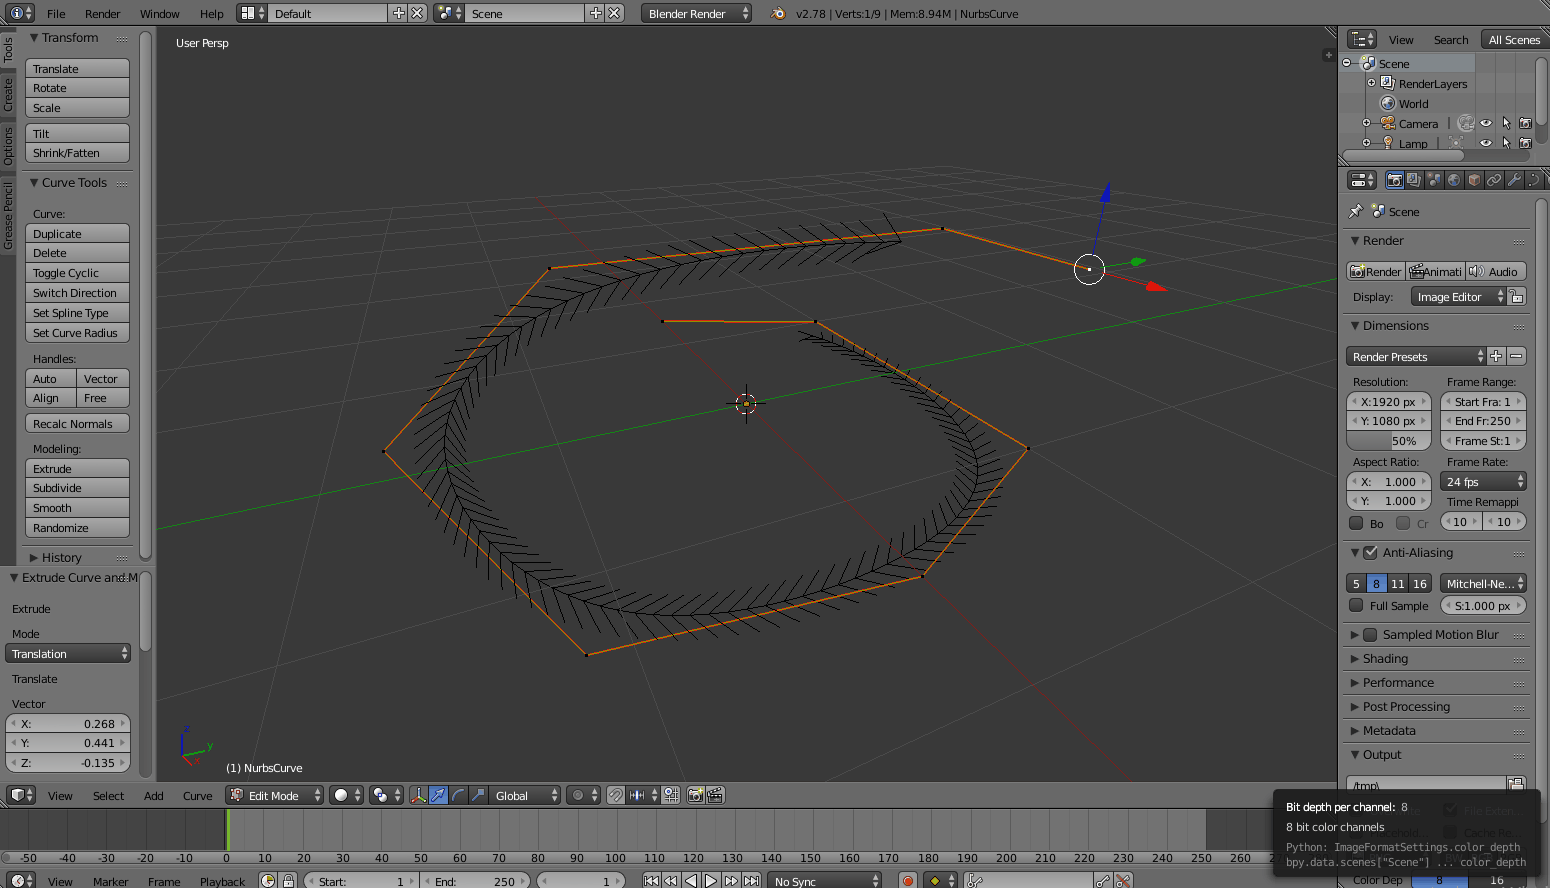 File Render Window Help Default Scene Blender Render v2.78 | Verts:1/9 | Mem:8.94M | NurbsCurve
Tools
Create
Options
Grease Pencil
Transform
Translate
Rotate
Scale
Tilt
Shrink/Fatten
Curve Tools
Curve:
Duplicate
Delete
Toggle Cyclic
Switch Direction
Set Spline Type
Set Curve Radius
Handles:
Auto Vector
Align Free
Recalc Normals
Modeling:
Extrude
Subdivide
Smooth
Randomize
History
Extrude Curve and M
Extrude
Mode
Translation
Translate
Vector
X: 0.268
Y: 0.441
Z: -0.135
User Persp
z
y
x
(1) NurbsCurve
View Search All Scenes
Scene
RenderLayers
World
Camera |
Lamp |
Scene
Render
Render Animati Audio
Display: Image Editor
Dimensions
Render Presets
Resolution: Frame Range:
X:1920 px Start Fra: 1
Y: 1080 px End Fr:250
50% Frame St:1
Aspect Ratio: Frame Rate:
X: 1.000 24 fps
Y: 1.000 Time Remappi
Bo Cr 10 10
Anti-Aliasing
5 8 11 16 Mitchell-Ne...
Full Sample S:1.000 px
Sampled Motion Blur
Shading
Performance
Post Processing
Metadata
Output
/tmp\
Bit depth per channel: 8
8 bit color channels
Python: ImageFormatSettings.color_depth
bpy.data.scenes["Scene"] ... color_depth
Color Dep 8 16
View Select Add Curve Edit Mode Global
-50 -40 -30 -20 -10 0 10 20 30 40 50 60 70 80 90 100 110 120 130 140 150 160 170 180 190 200 210 220 230 240 250 260
View Marker Frame Playback Start: 1 End: 250 1 No Sync